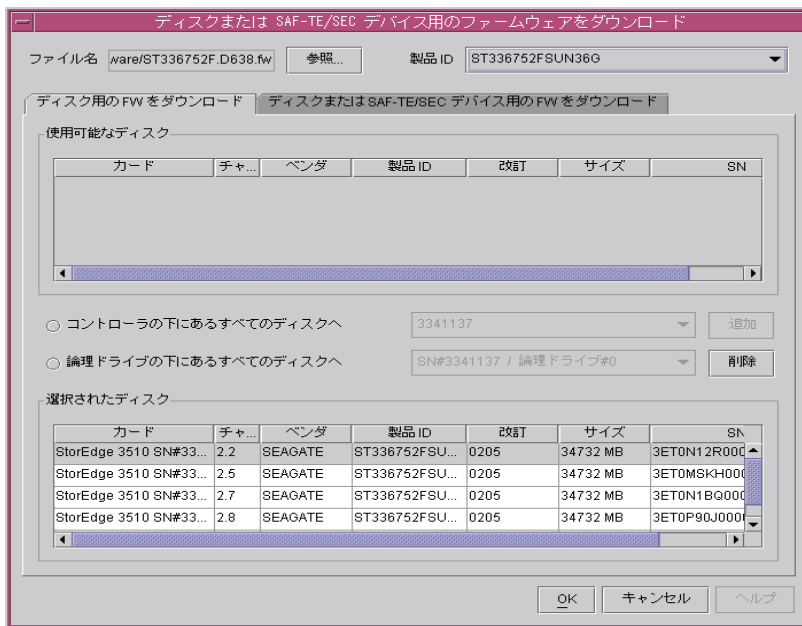 ディスクまたは SAF-TE/SEC デバイス用のファームウェアをダウンロード
ファイル名 ware/ST336752F.D638.fw 参照... 製品 ID ST336752FSUN36G
ディスク用の FW をダウンロード ディスクまたは SAF-TE/SEC デバイス用の FW をダウンロード
使用可能なディスク
カード チャ... ベンダ 製品 ID 改訂 サイズ SN
コントローラの下にあるすべてのディスクへ 3341137 追加
論理ドライブの下にあるすべてのディスクへ SN#3341137 / 論理ドライブ#0 削除
選択されたディスク
カード チャ... ベンダ 製品 ID 改訂 サイズ SN
StorEdge 3510 SN#33... 2.2 SEAGATE ST336752FSU... 0205 34732 MB 3ET0N12R000
StorEdge 3510 SN#33... 2.5 SEAGATE ST336752FSU... 0205 34732 MB 3ET0MSKH000
StorEdge 3510 SN#33... 2.7 SEAGATE ST336752FSU... 0205 34732 MB 3ET0N1BQ000
StorEdge 3510 SN#33... 2.8 SEAGATE ST336752FSU... 0205 34732 MB 3ET0P90J000
OK キャンセル ヘルプ